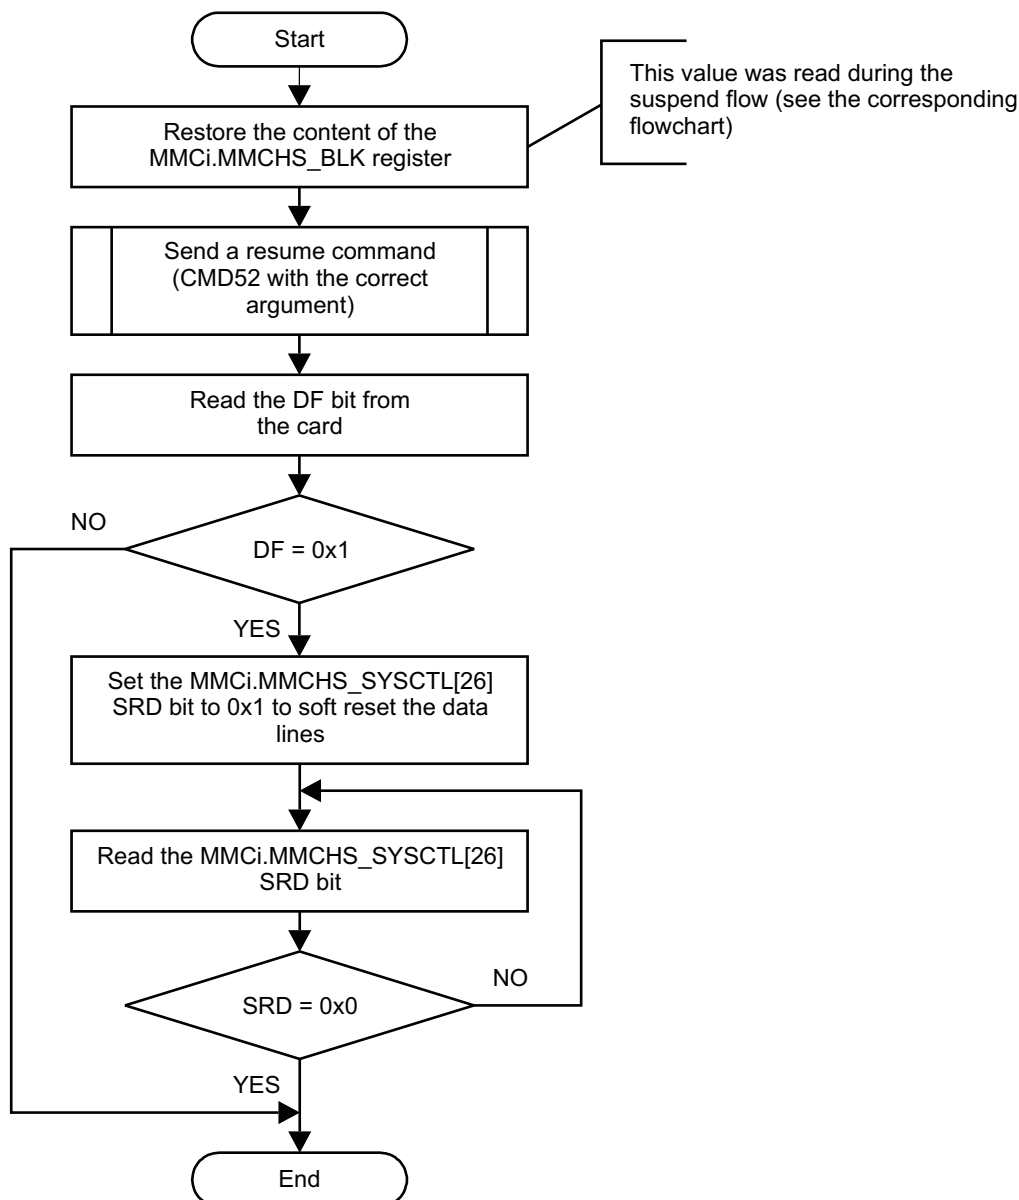 Start
This value was read during the
suspend flow (see the corresponding
flowchart)
Restore the content of the
MMCi.MMCHS_BLK register
Send a resume command
(CMD52 with the correct
argument)
Read the DF bit from
the card
NO
DF = 0x1
YES
Set the MMCi.MMCHS_SYSCTL[26]
SRD bit to 0x1 to soft reset the data
lines
Read the MMCi.MMCHS_SYSCTL[26]
SRD bit
NO
SRD = 0x0
YES
End